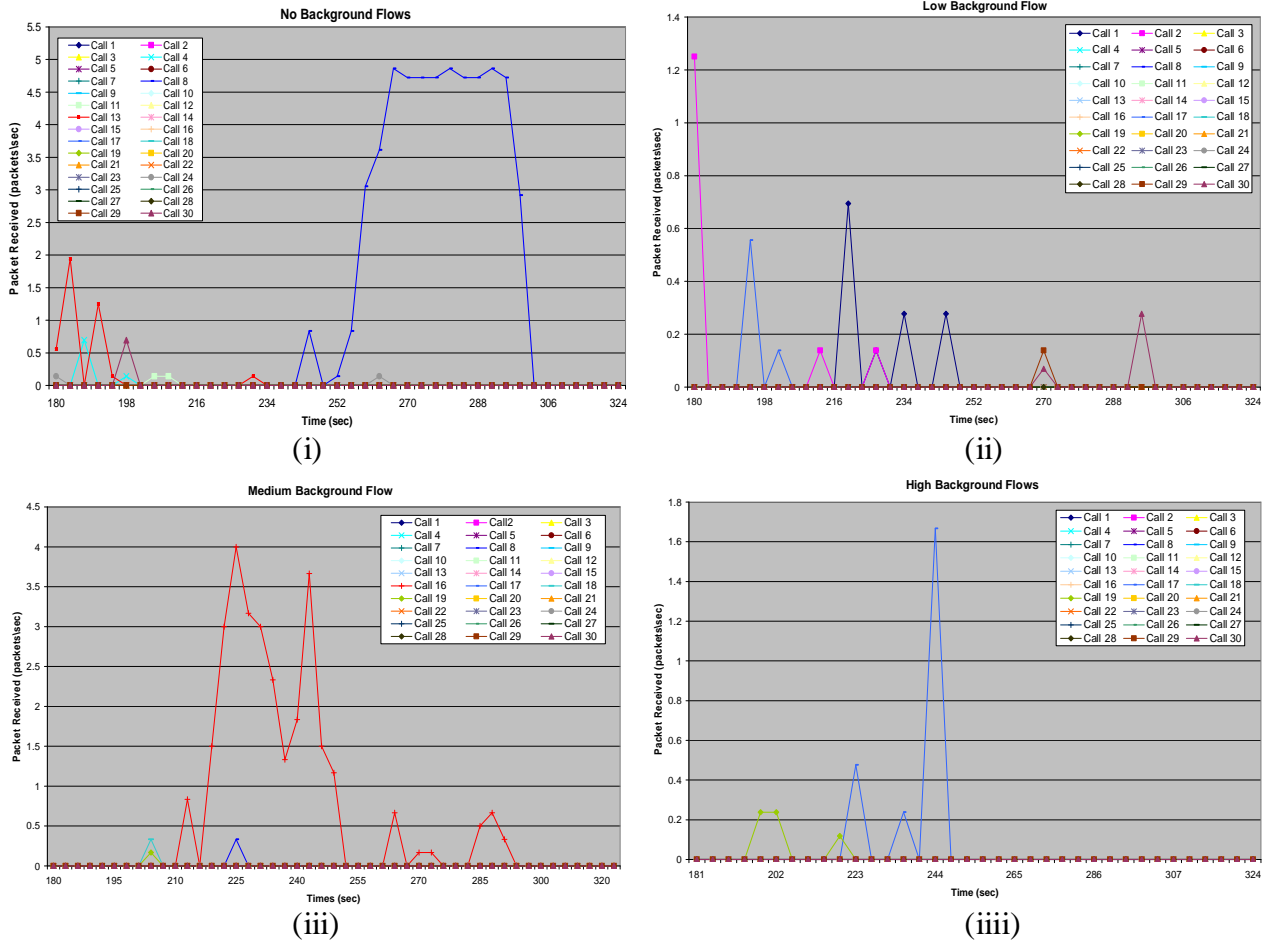 No Background Flows
Packet Received (packets\sec)
5.5
5
4.5
4
3.5
3
2.5
2
1.5
1
0.5
0
Call 1 Call 2
Call 3 Call 4
Call 5 Call 6
Call 7 Call 8
Call 9 Call 10
Call 11 Call 12
Call 13 Call 14
Call 15 Call 16
Call 17 Call 18
Call 19 Call 20
Call 21 Call 22
Call 23 Call 24
Call 25 Call 26
Call 27 Call 28
Call 29 Call 30
180 198 216 234 252 270 288 306 324
Time (sec)
(i)
Low Background Flow
Packet Received (packets\sec)
1.4
1.2
1
0.8
0.6
0.4
0.2
0
Call 1 Call 2 Call 3
Call 4 Call 5 Call 6
Call 7 Call 8 Call 9
Call 10 Call 11 Call 12
Call 13 Call 14 Call 15
Call 16 Call 17 Call 18
Call 19 Call 20 Call 21
Call 22 Call 23 Call 24
Call 25 Call 26 Call 27
Call 28 Call 29 Call 30
180 198 216 234 252 270 288 306 324
Time (sec)
(ii)
Medium Background Flow
Packet Received (packets\sec)
4.5
4
3.5
3
2.5
2
1.5
1
0.5
0
Call 1 Call2 Call 3
Call 4 Call 5 Call 6
Call 7 Call 8 Call 9
Call 10 Call 11 Call 12
Call 13 Call 14 Call 15
Call 16 Call 17 Call 18
Call 19 Call 20 Call 21
Call 22 Call 23 Call 24
Call 25 Call 26 Call 27
Call 28 Call 29 Call 30
180 195 210 225 240 255 270 285 300 320
Times (sec)
(iii)
High Background Flows
Packet Received (packets\sec)
1.8
1.6
1.4
1.2
1
0.8
0.6
0.4
0.2
0
Call 1 Call 2 Call 3
Call 4 Call 5 Call 6
Call 7 Call 8 Call 9
Call 10 Call 11 Call 12
Call 13 Call 14 Call 15
Call 16 Call 17 Call 18
Call 19 Call 20 Call 21
Call 22 Call 23 Call 24
Call 25 Call 26 Call 27
Call 28 Call 29 Call 30
181 202 223 244 265 286 307 324
Time (sec)
(iiii)